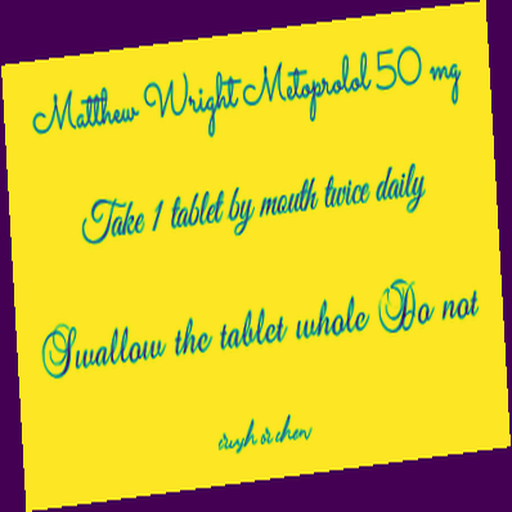 Matthew Wright Metoprolol 50 mg
Take 1 tablet by mouth twice daily
Swallow the tablet whole Do not
crush or chew